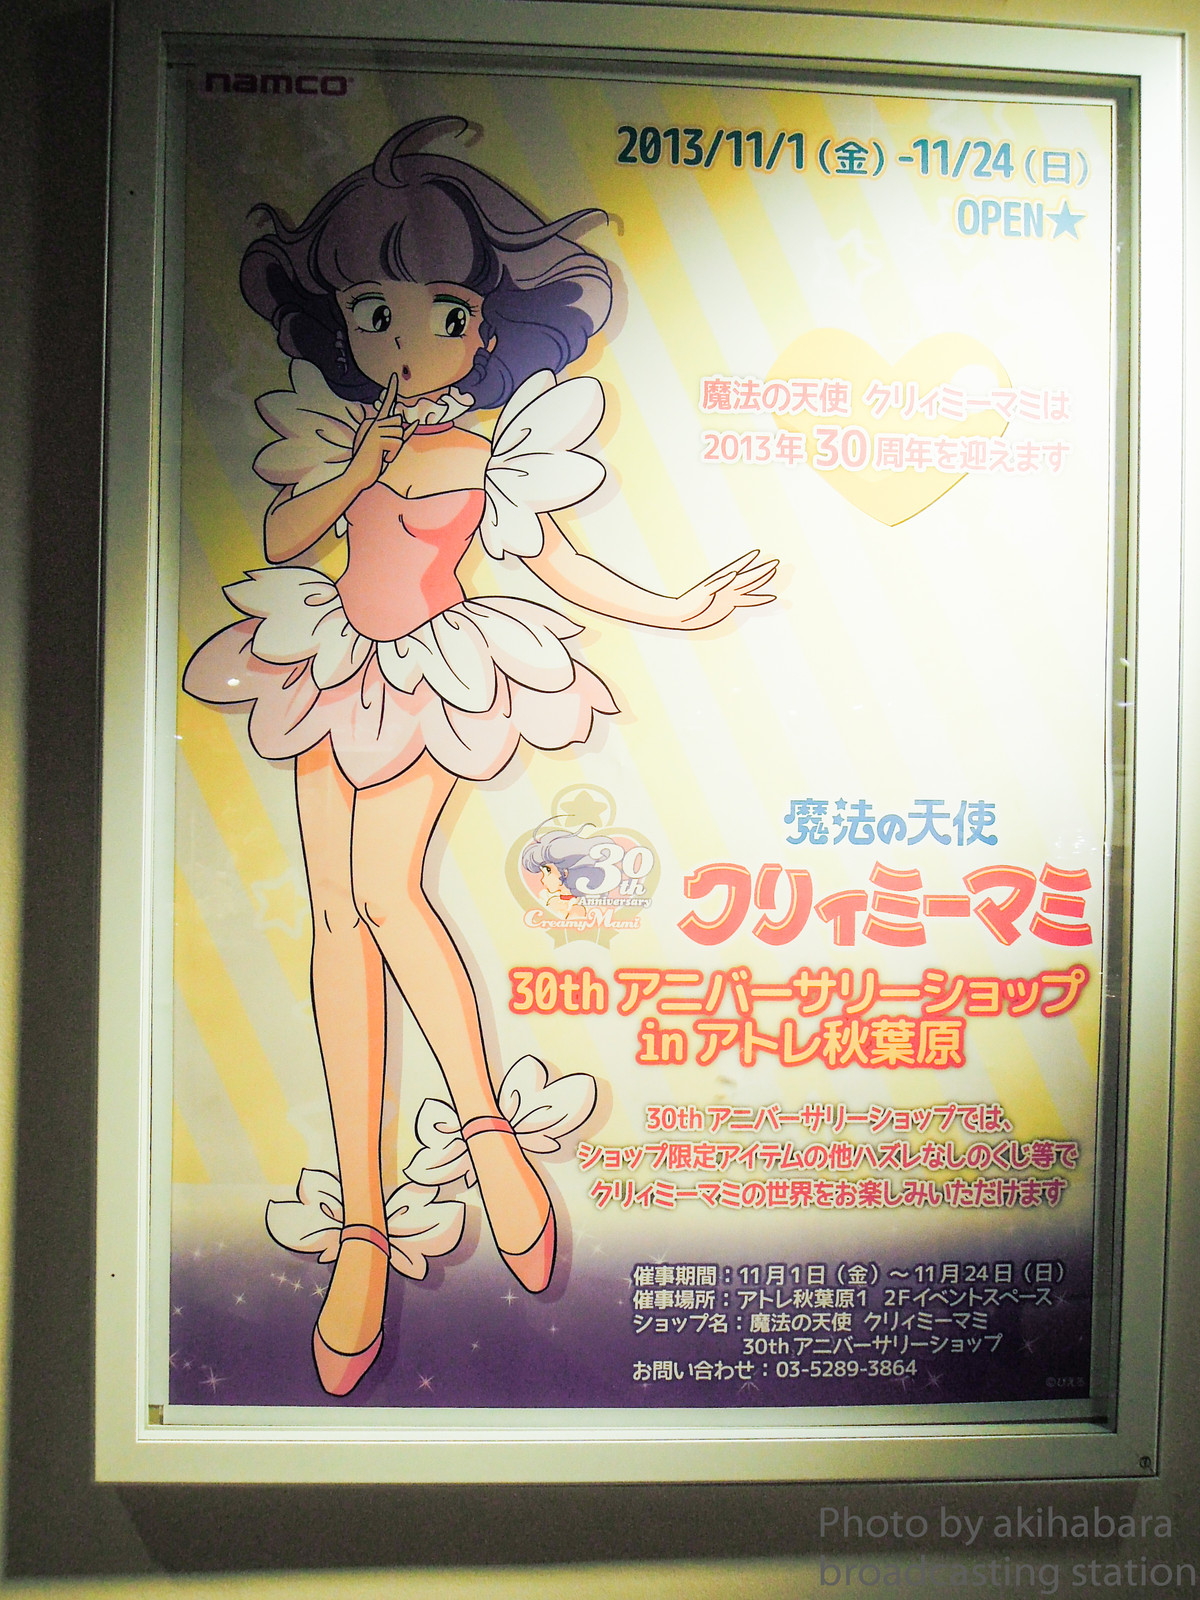 namco
2013/11/1(金)-11/24(日)
OPEN★
魔法の天使 クリィミーマミは
2013年 30周年を迎えます
30th
Anniversary
CreamyMami
魔法の天使
クリィミーマミ
30th アニバーサリーショップ
in アトレ秋葉原
30th アニバーサリーショップでは、
ショップ限定アイテムの他ハズレなしのくじ等で
クリィミーマミの世界をお楽しみいただけます
催事期間:11月1日(金)~11月24日(日)
催事場所:アトレ秋葉原1 2Fイベントスペース
ショップ名:魔法の天使 クリィミーマミ
30th アニバーサリーショップ
お問い合わせ:03-5289-3864
©ぴえろ
Photo by akihabara
broadcasting station